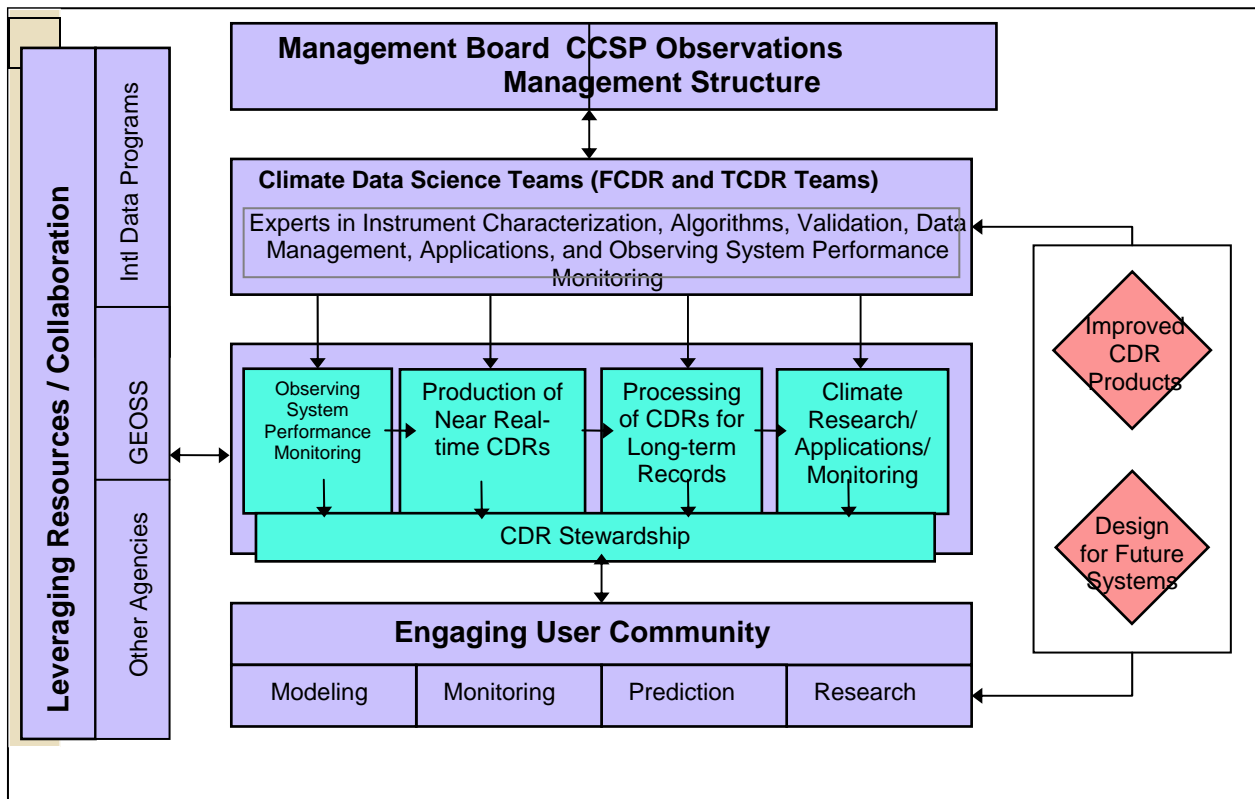 Management Board CCSP Observations
Management Structure
Leveraging Resources / Collaboration
Intl Data Programs
GEOSS
Other Agencies
Climate Data Science Teams (FCDR and TCDR Teams)
Experts in Instrument Characterization, Algorithms, Validation, Data
Management, Applications, and Observing System Performance
Monitoring
Observing
System
Performance
Monitoring
Production of
Near Real-
time CDRs
Processing
of CDRs for
Long-term
Records
Climate
Research/
Applications/
Monitoring
CDR Stewardship
Engaging User Community
Modeling
Monitoring
Prediction
Research
Improved
CDR
Products
Design
for Future
Systems